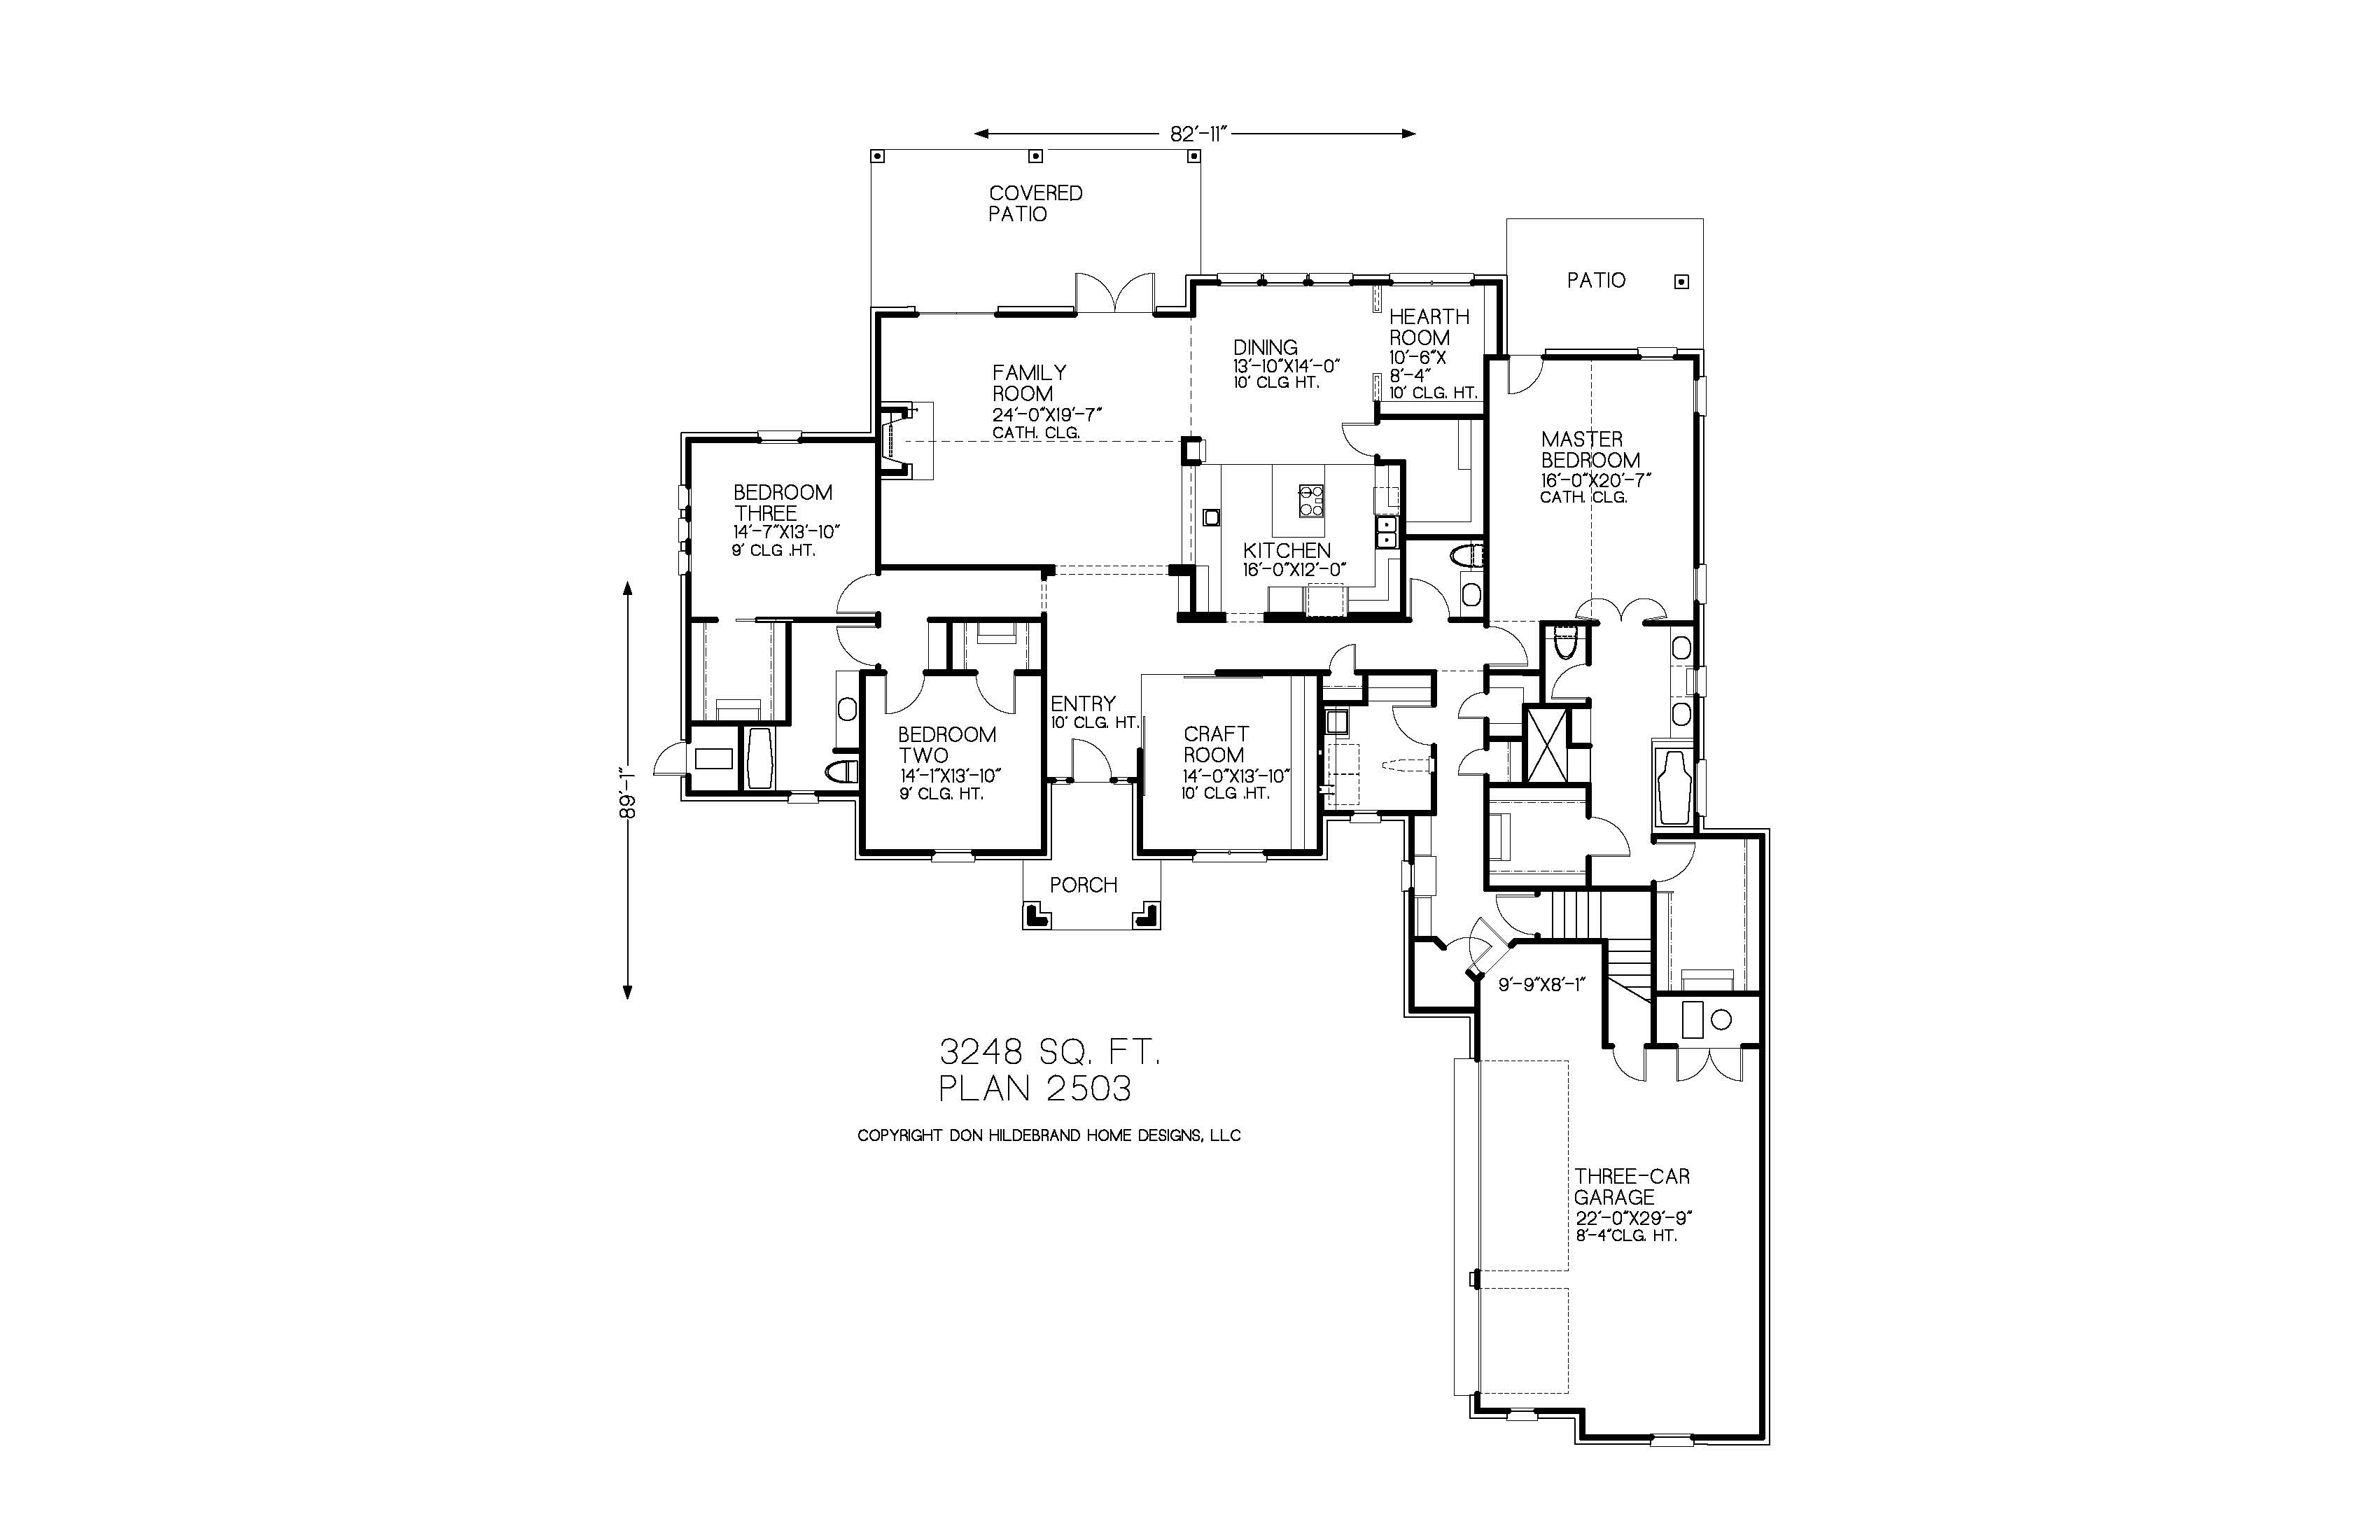 82'-11"
COVERED
PATIO
PATIO
HEARTH
ROOM
10'-6"X
8'-4"
10' CLG. HT.
DINING
13'-10"X14'-0"
10' CLG HT.
FAMILY
ROOM
24'-0"X19'-7"
CATH. CLG.
MASTER
BEDROOM
16'-0"X20'-7"
CATH. CLG.
BEDROOM
THREE
14'-7"X13'-10"
9' CLG .HT.
KITCHEN
16'-0"X12'-0"
ENTRY
10' CLG. HT.
BEDROOM
TWO
14'-1"X13'-10"
9' CLG. HT.
CRAFT
ROOM
14'-0"X13'-10"
10' CLG .HT.
89'-1"
PORCH
9'-9"X8'-1"
3248 SQ. FT.
PLAN 2503
COPYRIGHT DON HILDEBRAND HOME DESIGNS, LLC
THREE-CAR
GARAGE
22'-0"X29'-9"
8'-4"CLG. HT.